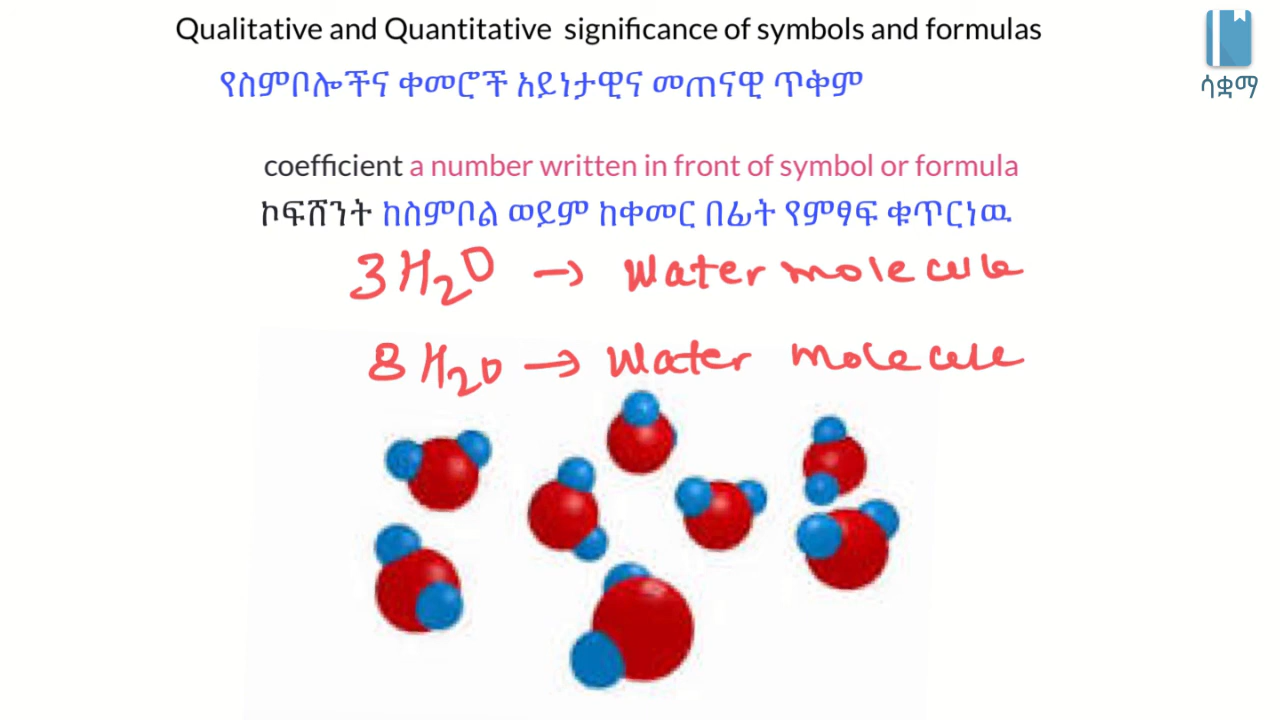 Qualitative and Quantitative significance of symbols and formulas
የስምቦሎችና ቀመሮች አይነታዊና መጠናዊ ጥቅም
ሳቋማ
coefficient a number written in front of symbol or formula
ኮፍሸንት ከስምቦል ወይም ከቀመር በፊት የምፃፍ ቁጥርነዉ
3H₂O → Water molecule
8H₂O → Water molecule